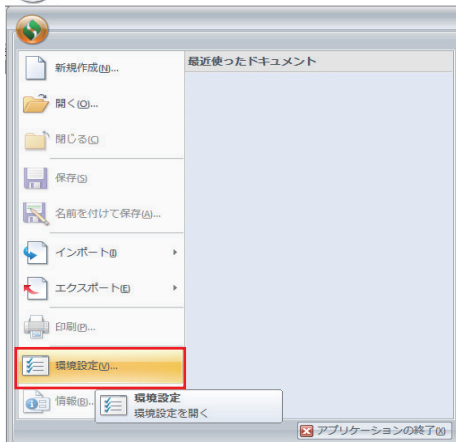 最近使ったドキュメント
新規作成(N)...
開く(O)...
閉じる(C)
保存(S)
名前を付けて保存(A)...
インポート(I)
エクスポート(E)
印刷(P)...
環境設定(V)...
情報(B)...
環境設定
環境設定を開く
アプリケーションの終了(X)